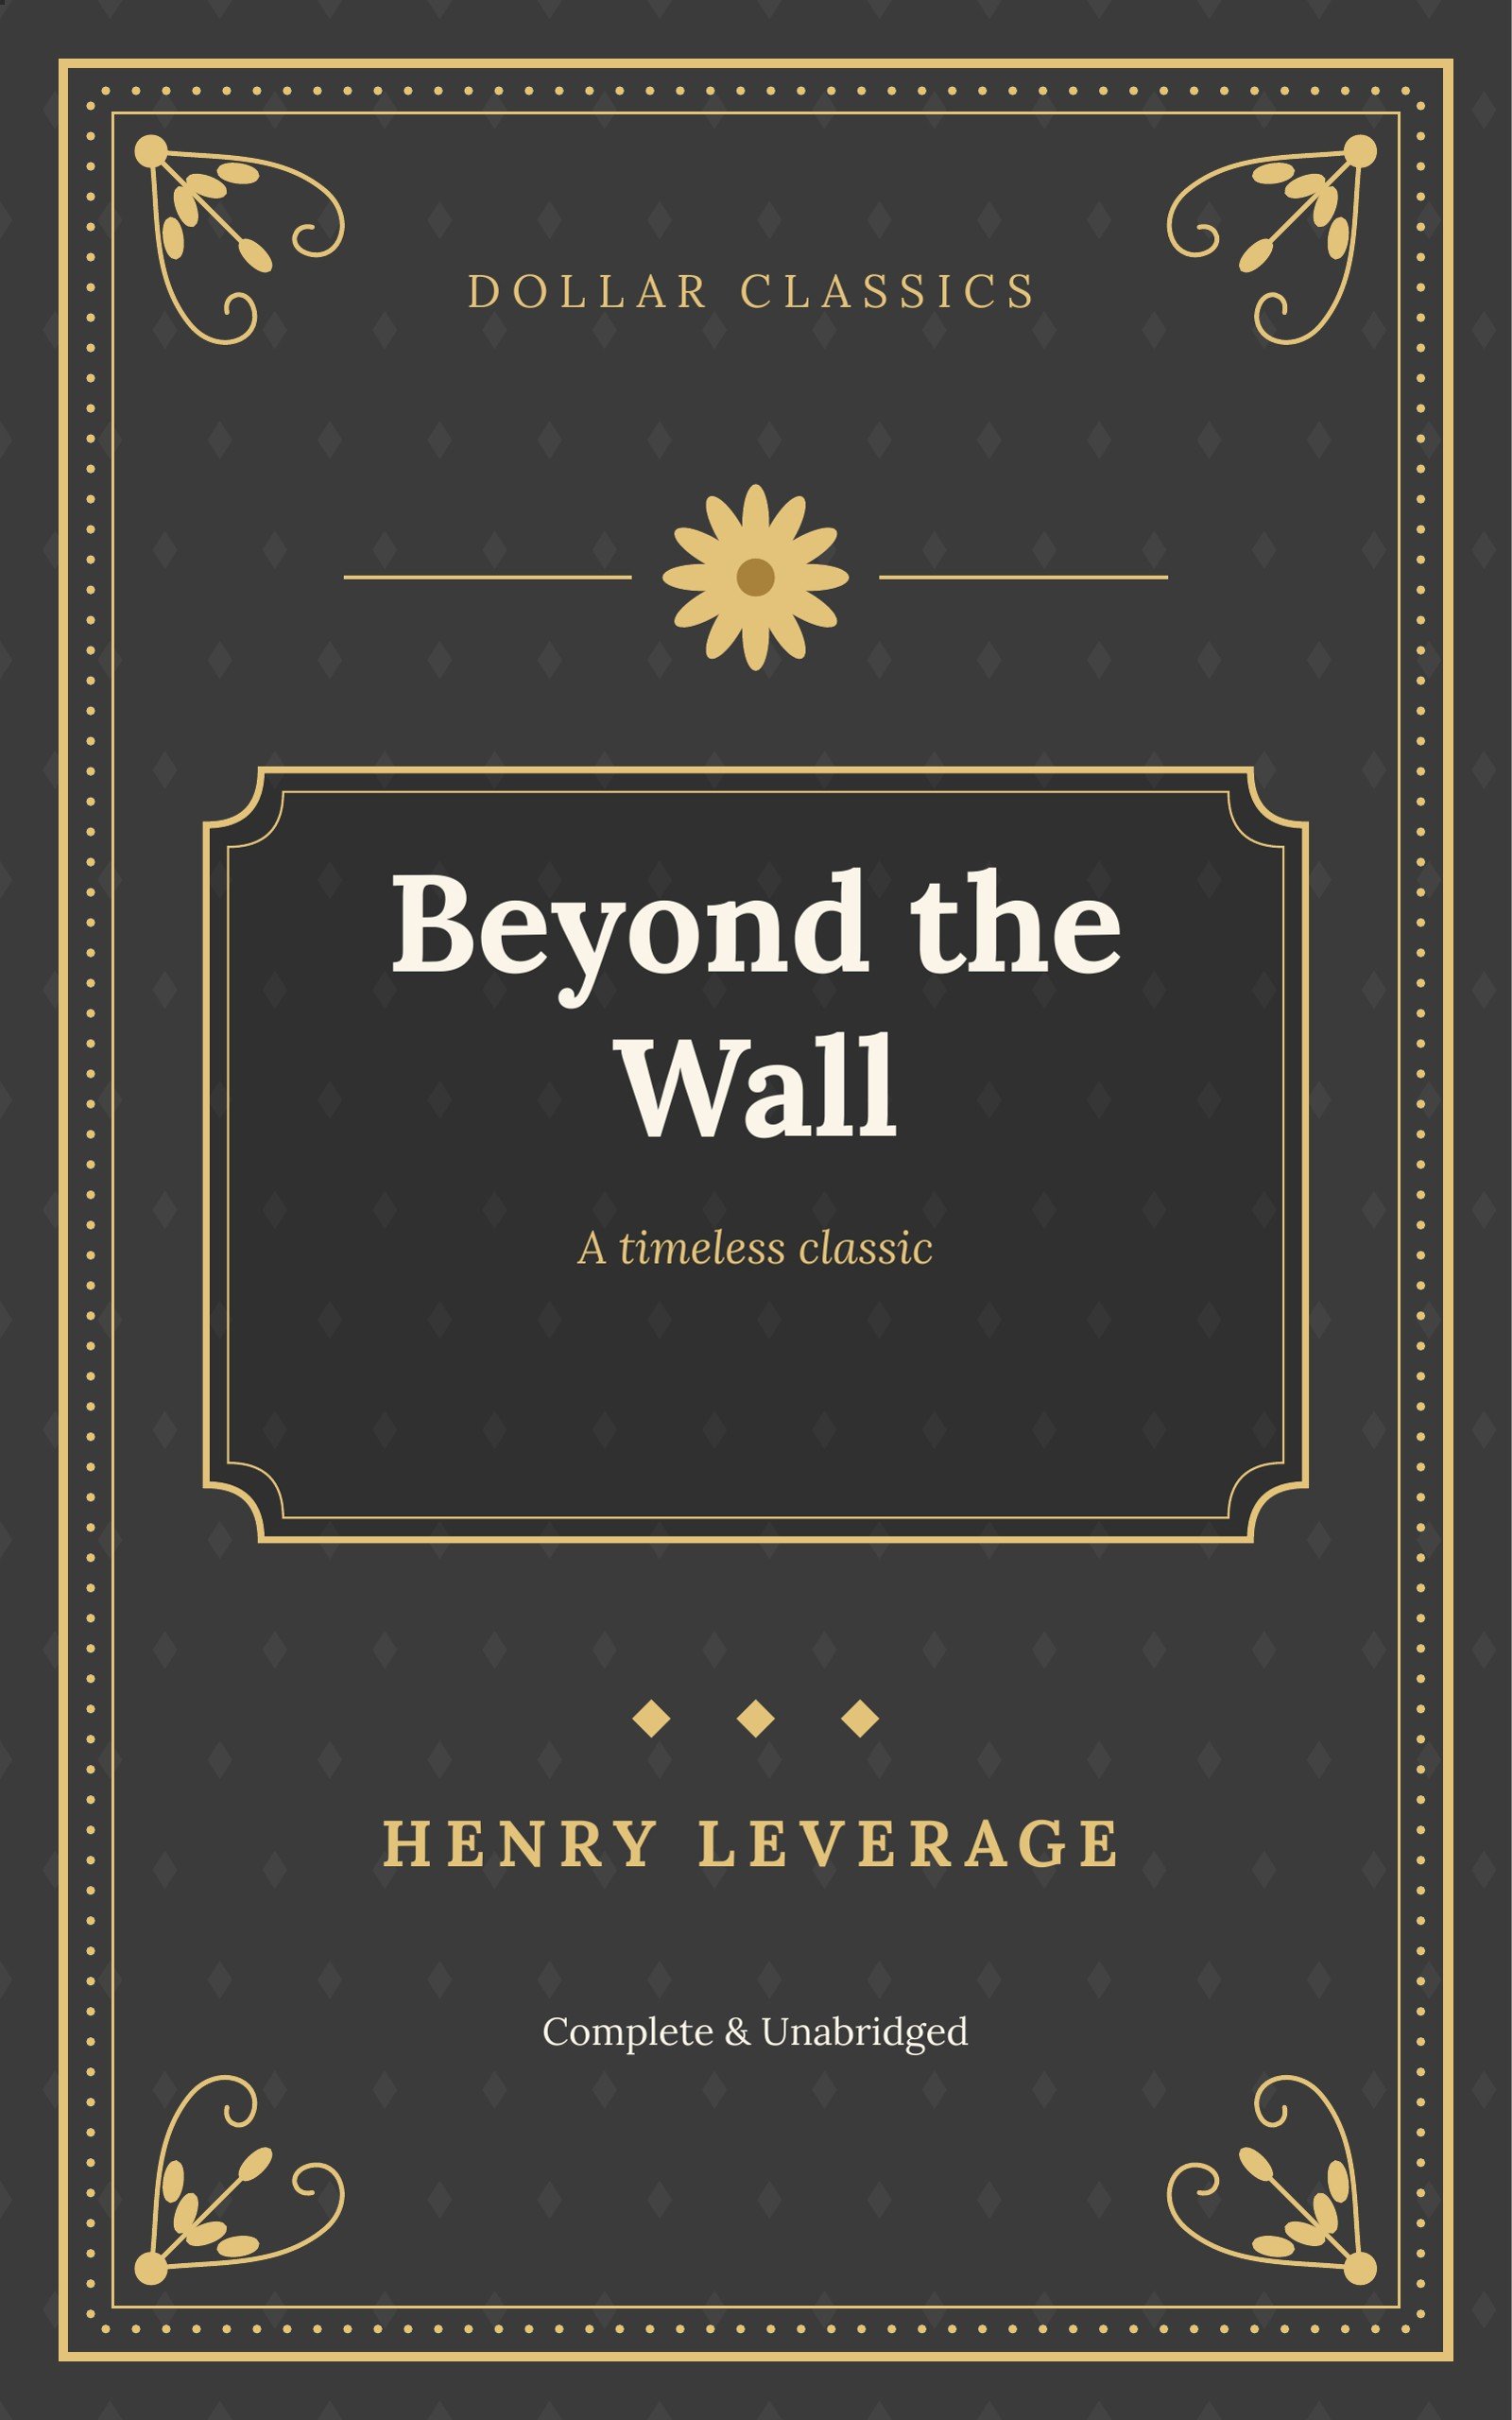 DOLLAR CLASSICS
Beyond the
Wall
A timeless classic
HENRY LEVERAGE
Complete & Unabridged